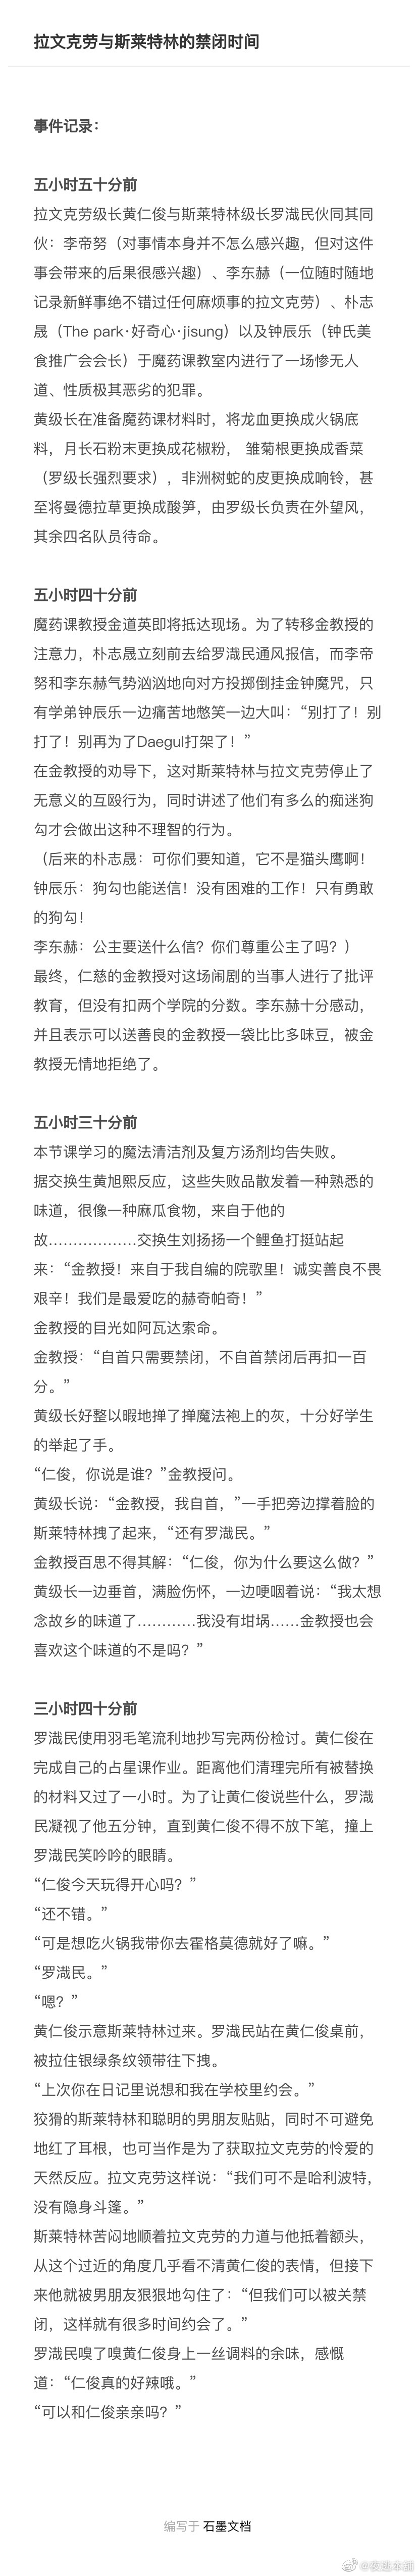 拉文克劳与斯莱特林的禁闭时间
事件记录：
五小时五十分前
拉文克劳级长黄仁俊与斯莱特林级长罗渽民伙同其同
伙：李帝努（对事情本身并不怎么感兴趣，但对这件
事会带来的后果很感兴趣）、李东赫（一位随时随地
记录新鲜事绝不错过任何麻烦事的拉文克劳）、朴志
晟（The park·好奇心·jisung）以及钟辰乐（钟氏美
食推广会会长）于魔药课教室内进行了一场惨无人
道、性质极其恶劣的犯罪。
黄级长在准备魔药课材料时，将龙血更换成火锅底
料，月长石粉末更换成花椒粉， 雏菊根更换成香菜
（罗级长强烈要求），非洲树蛇的皮更换成响铃，甚
至将曼德拉草更换成酸笋，由罗级长负责在外望风，
其余四名队员待命。
五小时四十分前
魔药课教授金道英即将抵达现场。为了转移金教授的
注意力，朴志晟立刻前去给罗渽民通风报信，而李帝
努和李东赫气势汹汹地向对方投掷倒挂金钟魔咒，只
有学弟钟辰乐一边痛苦地憋笑一边大叫：“别打了！别
打了！别再为了Daegul打架了！”
在金教授的劝导下，这对斯莱特林与拉文克劳停止了
无意义的互殴行为，同时讲述了他们有多么的痴迷狗
勾才会做出这种不理智的行为。
（后来的朴志晟：可你们要知道，它不是猫头鹰啊！
钟辰乐：狗勾也能送信！没有困难的工作！只有勇敢
的狗勾！
李东赫：公主要送什么信？你们尊重公主了吗？）
最终，仁慈的金教授对这场闹剧的当事人进行了批评
教育，但没有扣两个学院的分数。李东赫十分感动，
并且表示可以送善良的金教授一袋比比多味豆，被金
教授无情地拒绝了。
五小时三十分前
本节课学习的魔法清洁剂及复方汤剂均告失败。
据交换生黄旭熙反应，这些失败品散发着一种熟悉的
味道，很像一种麻瓜食物，来自于他的
故………………交换生刘扬扬一个鲤鱼打挺站起
来：“金教授！来自于我自编的院歌里！诚实善良不畏
艰辛！我们是最爱吃的赫奇帕奇！”
金教授的目光如阿瓦达索命。
金教授：“自首只需要禁闭，不自首禁闭后再扣一百
分。”
黄级长好整以暇地掸了掸魔法袍上的灰，十分好学生
的举起了手。
“仁俊，你说是谁？”金教授问。
黄级长说：“金教授，我自首，”一手把旁边撑着脸的
斯莱特林拽了起来，“还有罗渽民。”
金教授百思不得其解：“仁俊，你为什么要这么做？”
黄级长一边垂首，满脸伤怀，一边哽咽着说：“我太想
念故乡的味道了…………我没有坩埚……金教授也会
喜欢这个味道的不是吗？”
三小时四十分前
罗渽民使用羽毛笔流利地抄写完两份检讨。黄仁俊在
完成自己的占星课作业。距离他们清理完所有被替换
的材料又过了一小时。为了让黄仁俊说些什么，罗渽
民凝视了他五分钟，直到黄仁俊不得不放下笔，撞上
罗渽民笑吟吟的眼睛。
“仁俊今天玩得开心吗？”
“还不错。”
“可是想吃火锅我带你去霍格莫德就好了嘛。”
“罗渽民。”
“嗯？”
黄仁俊示意斯莱特林过来。罗渽民站在黄仁俊桌前，
被拉住银绿条纹领带往下拽。
“上次你在日记里说想和我在学校里约会。”
狡猾的斯莱特林和聪明的男朋友贴贴，同时不可避免
地红了耳根，也可当作是为了获取拉文克劳的怜爱的
天然反应。拉文克劳这样说：“我们可不是哈利波特，
没有隐身斗篷。”
斯莱特林苦闷地顺着拉文克劳的力道与他抵着额头，
从这个过近的角度几乎看不清黄仁俊的表情，但接下
来他就被男朋友狠狠地勾住了：“但我们可以被关禁
闭，这样就有很多时间约会了。”
罗渽民嗅了嗅黄仁俊身上一丝调料的余味，感慨
道：“仁俊真的好辣哦。”
“可以和仁俊亲亲吗？”
编写于 石墨文档